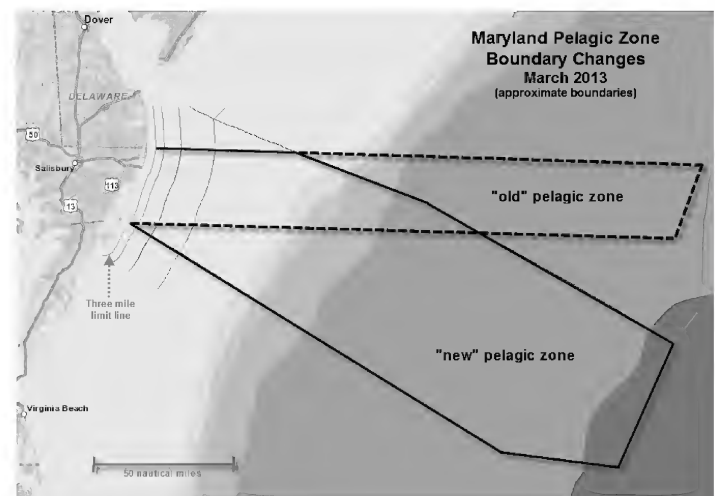 Dover
Maryland Pelagic Zone
Boundary Changes
March 2013
(approximate boundaries)
DELAWARE
50
Salisbury
113
13
"old" pelagic zone
Three mile
limit line
"new" pelagic zone
Virginia Beach
50 nautical miles